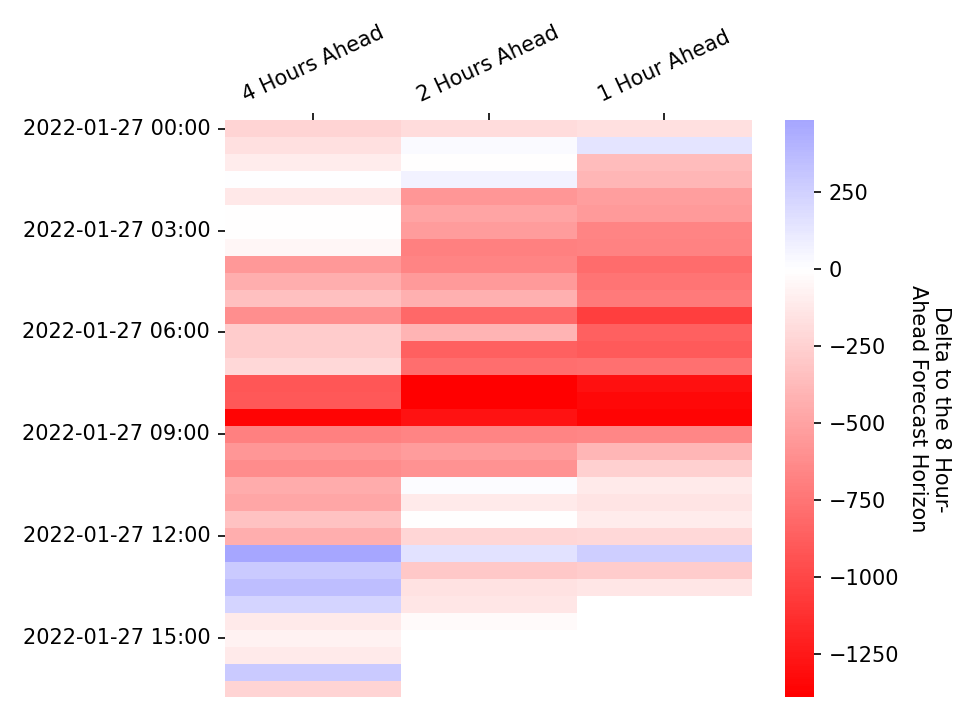 4 Hours Ahead
2 Hours Ahead
1 Hour Ahead
2022-01-27 00:00
2022-01-27 03:00
2022-01-27 06:00
2022-01-27 09:00
2022-01-27 12:00
2022-01-27 15:00
250
0
−250
−500
−750
−1000
−1250
Delta to the 8 Hour-
Ahead Forecast Horizon